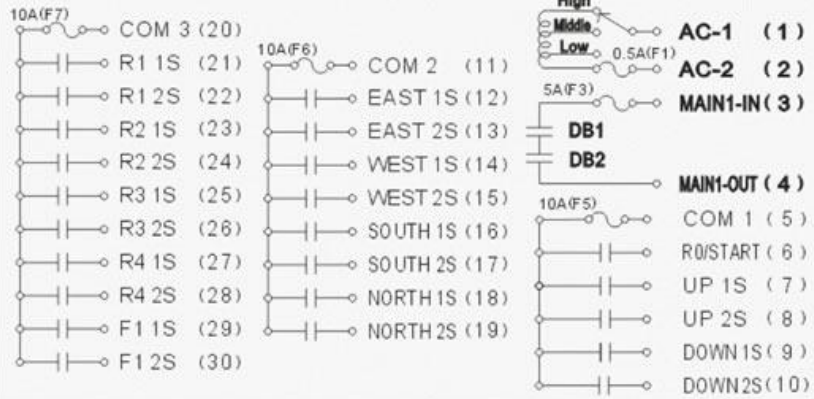 10A(F7)
COM 3 (20)
R1 1S (21)
R1 2S (22)
R2 1S (23)
R2 2S (24)
R3 1S (25)
R3 2S (26)
R4 1S (27)
R4 2S (28)
F1 1S (29)
F1 2S (30)
10A(F6)
COM 2 (11)
EAST 1S (12)
EAST 2S (13)
WEST 1S (14)
WEST 2S (15)
SOUTH 1S (16)
SOUTH 2S (17)
NORTH 1S (18)
NORTH 2S (19)
High
Middle
Low
0.5A(F1)
AC-1 (1)
AC-2 (2)
5A(F3)
MAIN1-IN (3)
DB1
DB2
MAIN1-OUT (4)
10A(F5)
COM 1 (5)
R0/START (6)
UP 1S (7)
UP 2S (8)
DOWN 1S (9)
DOWN 2S (10)